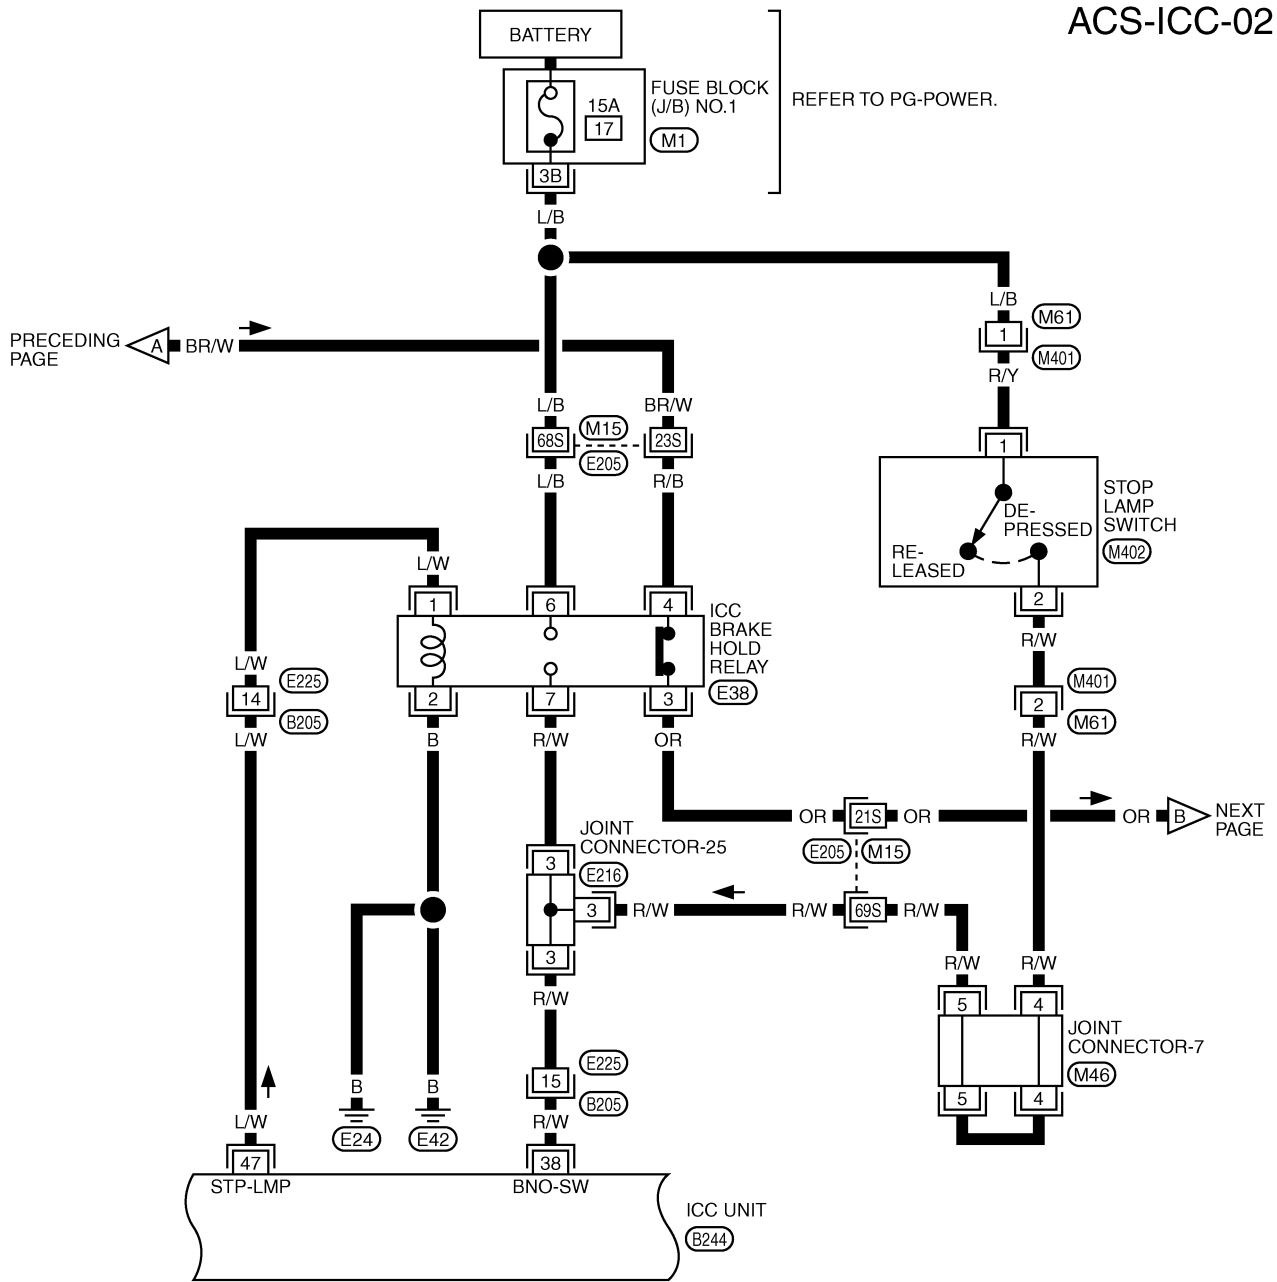 ACS-ICC-02
BATTERY
FUSE BLOCK
(J/B) NO.1
15A
17
M1
REFER TO PG-POWER.
3B
L/B
L/B
M61
1
M401
R/Y
PRECEDING
PAGE
A
BR/W
L/B
BR/W
68S
M15
23S
E205
L/B
R/B
1
STOP
LAMP
SWITCH
M402
DE-
PRESSED
RE-
LEASED
2
R/W
M401
2
M61
R/W
L/W
1
6
4
ICC
BRAKE
HOLD
RELAY
E38
2
7
3
L/W
E225
14
B205
L/W
B
R/W
OR
OR
21S
OR
OR
B
NEXT
PAGE
E205
M15
JOINT
CONNECTOR-25
E216
3
3
R/W
R/W
69S
R/W
3
R/W
R/W
R/W
5
4
JOINT
CONNECTOR-7
M46
5
4
E225
15
B205
R/W
B
B
E24
E42
L/W
47
38
STP-LMP
BNO-SW
ICC UNIT
B244